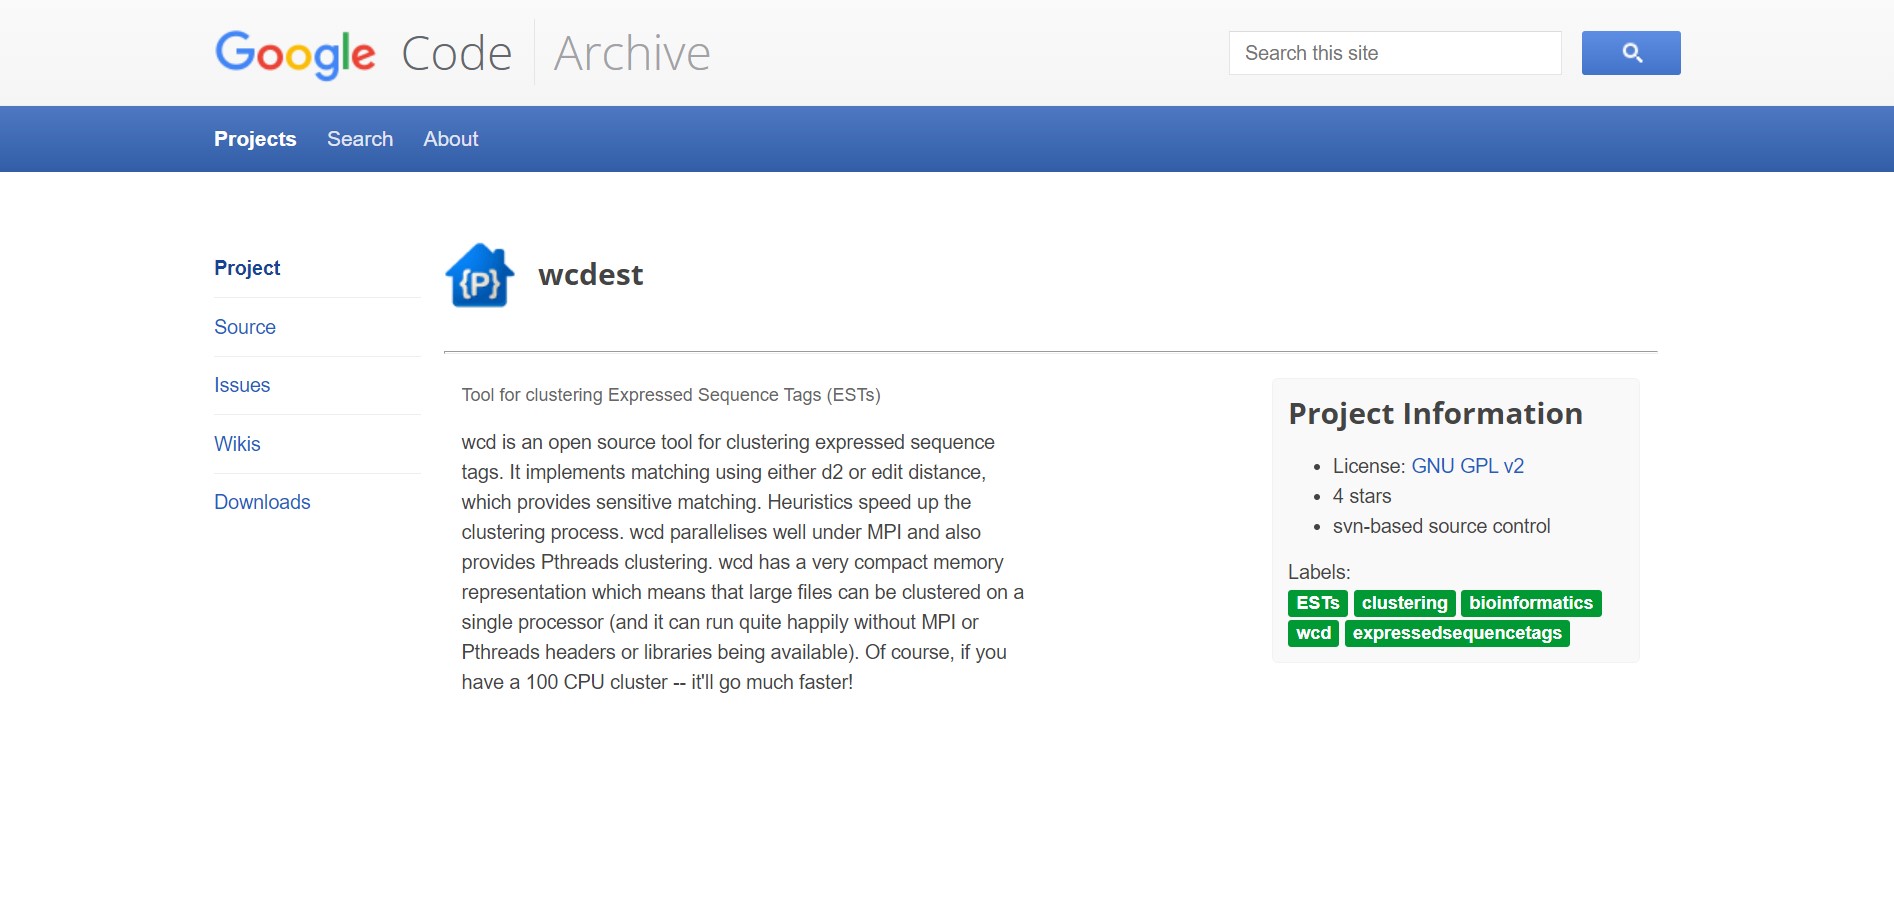 Google Code Archive
Search this site
Projects Search About
Project
Source
Issues
Wikis
Downloads
{P} wcdest
Tool for clustering Expressed Sequence Tags (ESTs)
wcd is an open source tool for clustering expressed sequence
tags. It implements matching using either d2 or edit distance,
which provides sensitive matching. Heuristics speed up the
clustering process. wcd parallelises well under MPI and also
provides Pthreads clustering. wcd has a very compact memory
representation which means that large files can be clustered on a
single processor (and it can run quite happily without MPI or
Pthreads headers or libraries being available). Of course, if you
have a 100 CPU cluster -- it'll go much faster!
Project Information
License: GNU GPL v2
4 stars
svn-based source control
Labels:
ESTs clustering bioinformatics
wcd expressedsequencetags